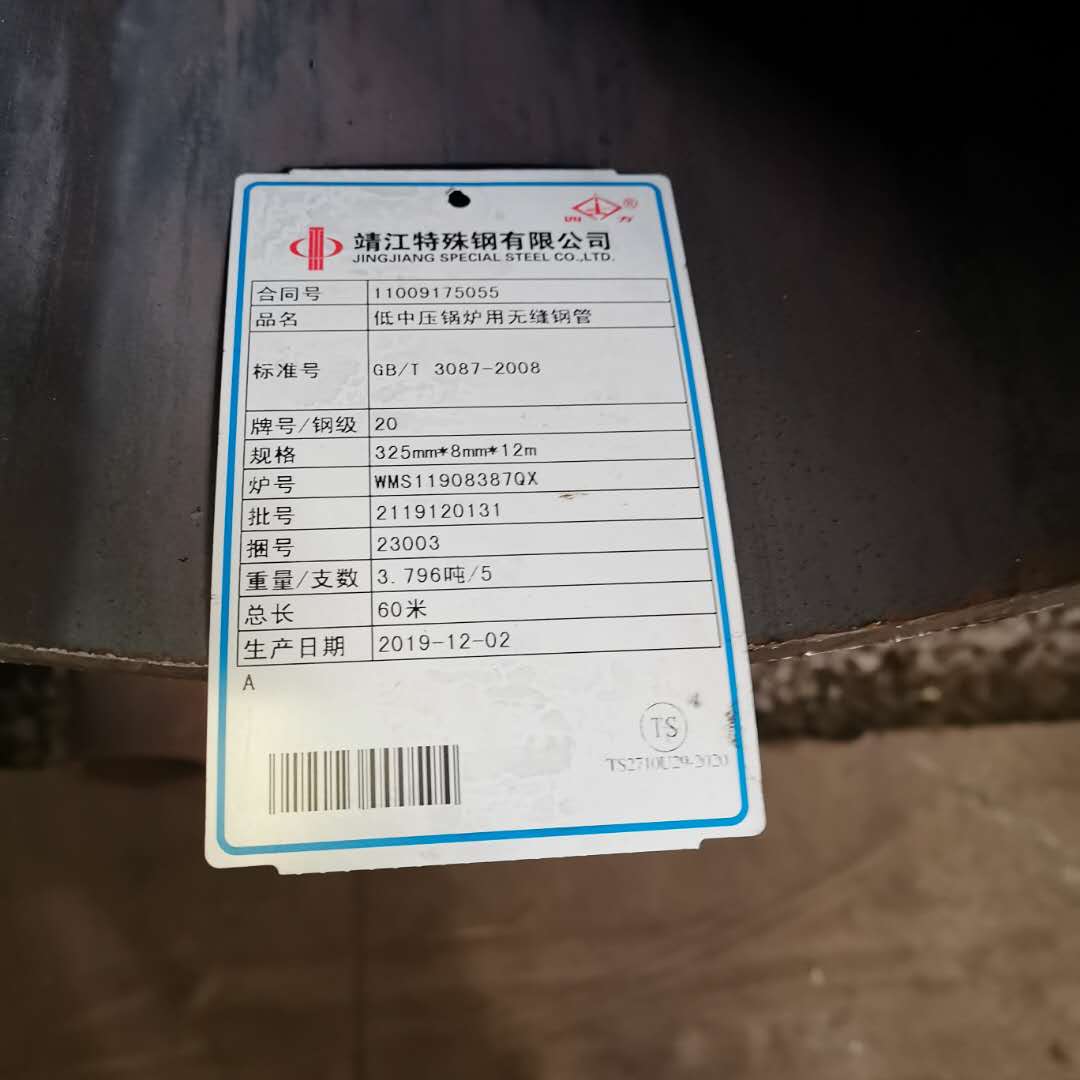 四方®
靖江特殊钢有限公司
JINGJIANG SPECIAL STEEL CO.,LTD.
合同号 11009175055
品名 低中压锅炉用无缝钢管
标准号 GB/T 3087-2008
牌号/钢级 20
规格 325mm*8mm*12m
炉号 WMS11908387QX
批号 2119120131
捆号 23003
重量/支数 3.796吨/5
总长 60米
生产日期 2019-12-02
A
TS
TS2710U29-2020